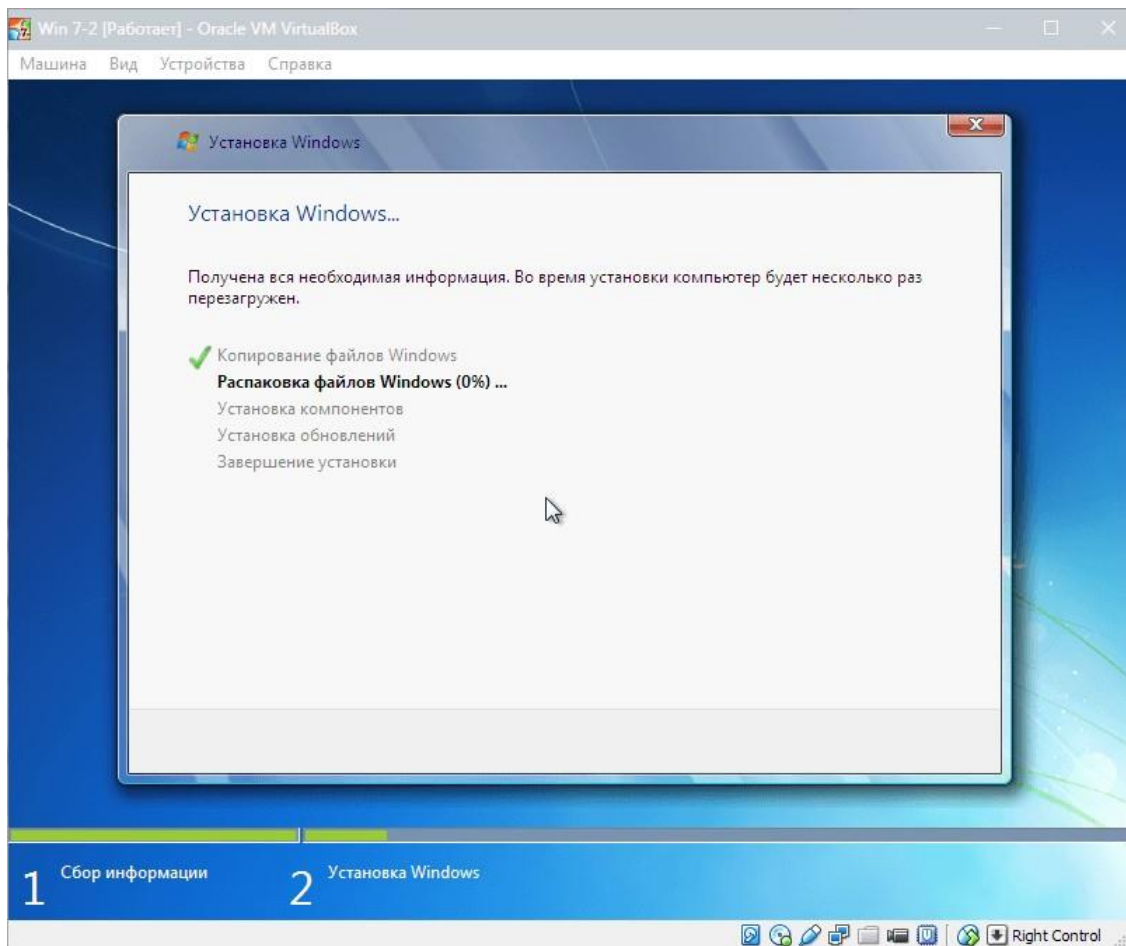 Win 7-2 [Работает] - Oracle VM VirtualBox
Машина Вид Устройства Справка
Установка Windows
Установка Windows...
Получена вся необходимая информация. Во время установки компьютер будет несколько раз
перезагружен.
Копирование файлов Windows
Распаковка файлов Windows (0%) ...
Установка компонентов
Установка обновлений
Завершение установки
1 Сбор информации 2 Установка Windows
Right Control